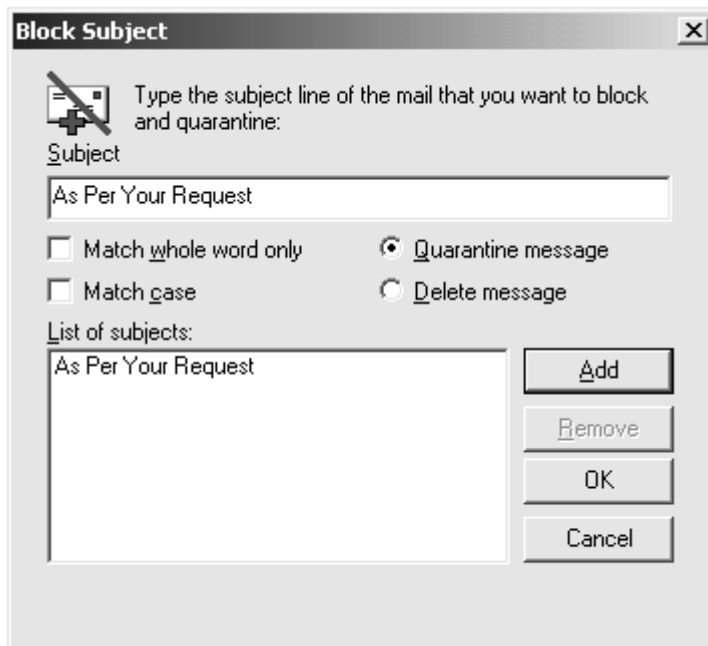 Block Subject
Type the subject line of the mail that you want to block
and quarantine:
Subject
As Per Your Request
Match whole word only
Quarantine message
Match case
Delete message
List of subjects:
As Per Your Request
Add
Remove
OK
Cancel